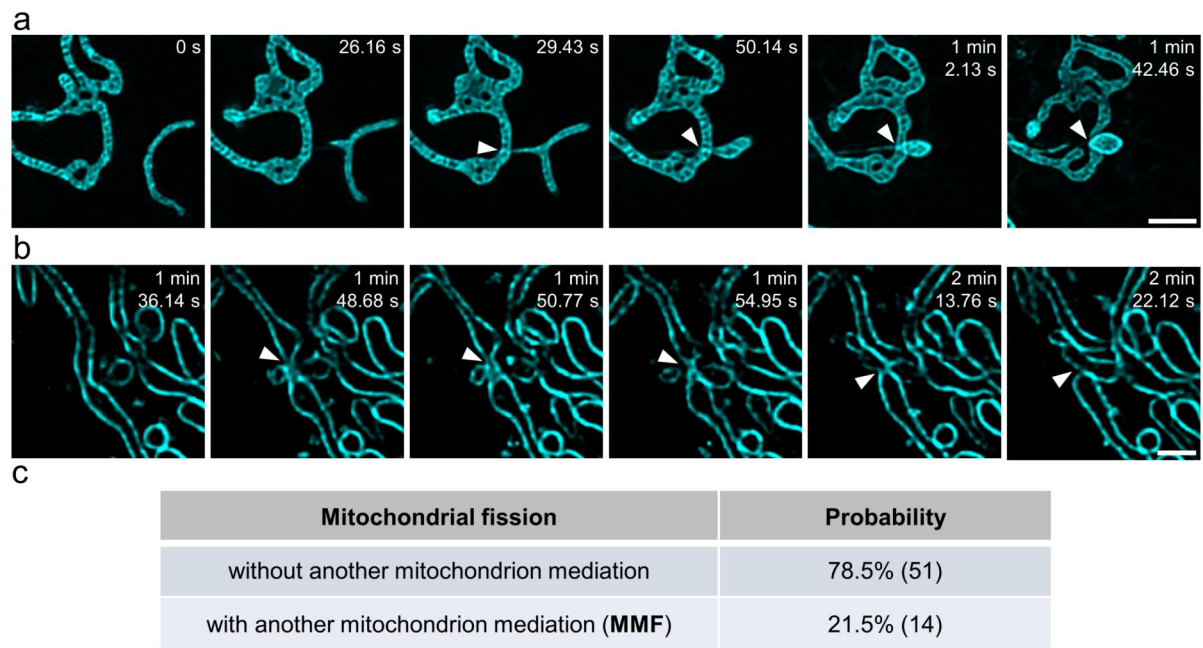 a
0 s
26.16 s
29.43 s
50.14 s
1 min
2.13 s
1 min
42.46 s
b
1 min
36.14 s
1 min
48.68 s
1 min
50.77 s
1 min
54.95 s
2 min
13.76 s
2 min
22.12 s
c
Mitochondrial fission Probability
without another mitochondrion mediation 78.5% (51)
with another mitochondrion mediation (MMF) 21.5% (14)